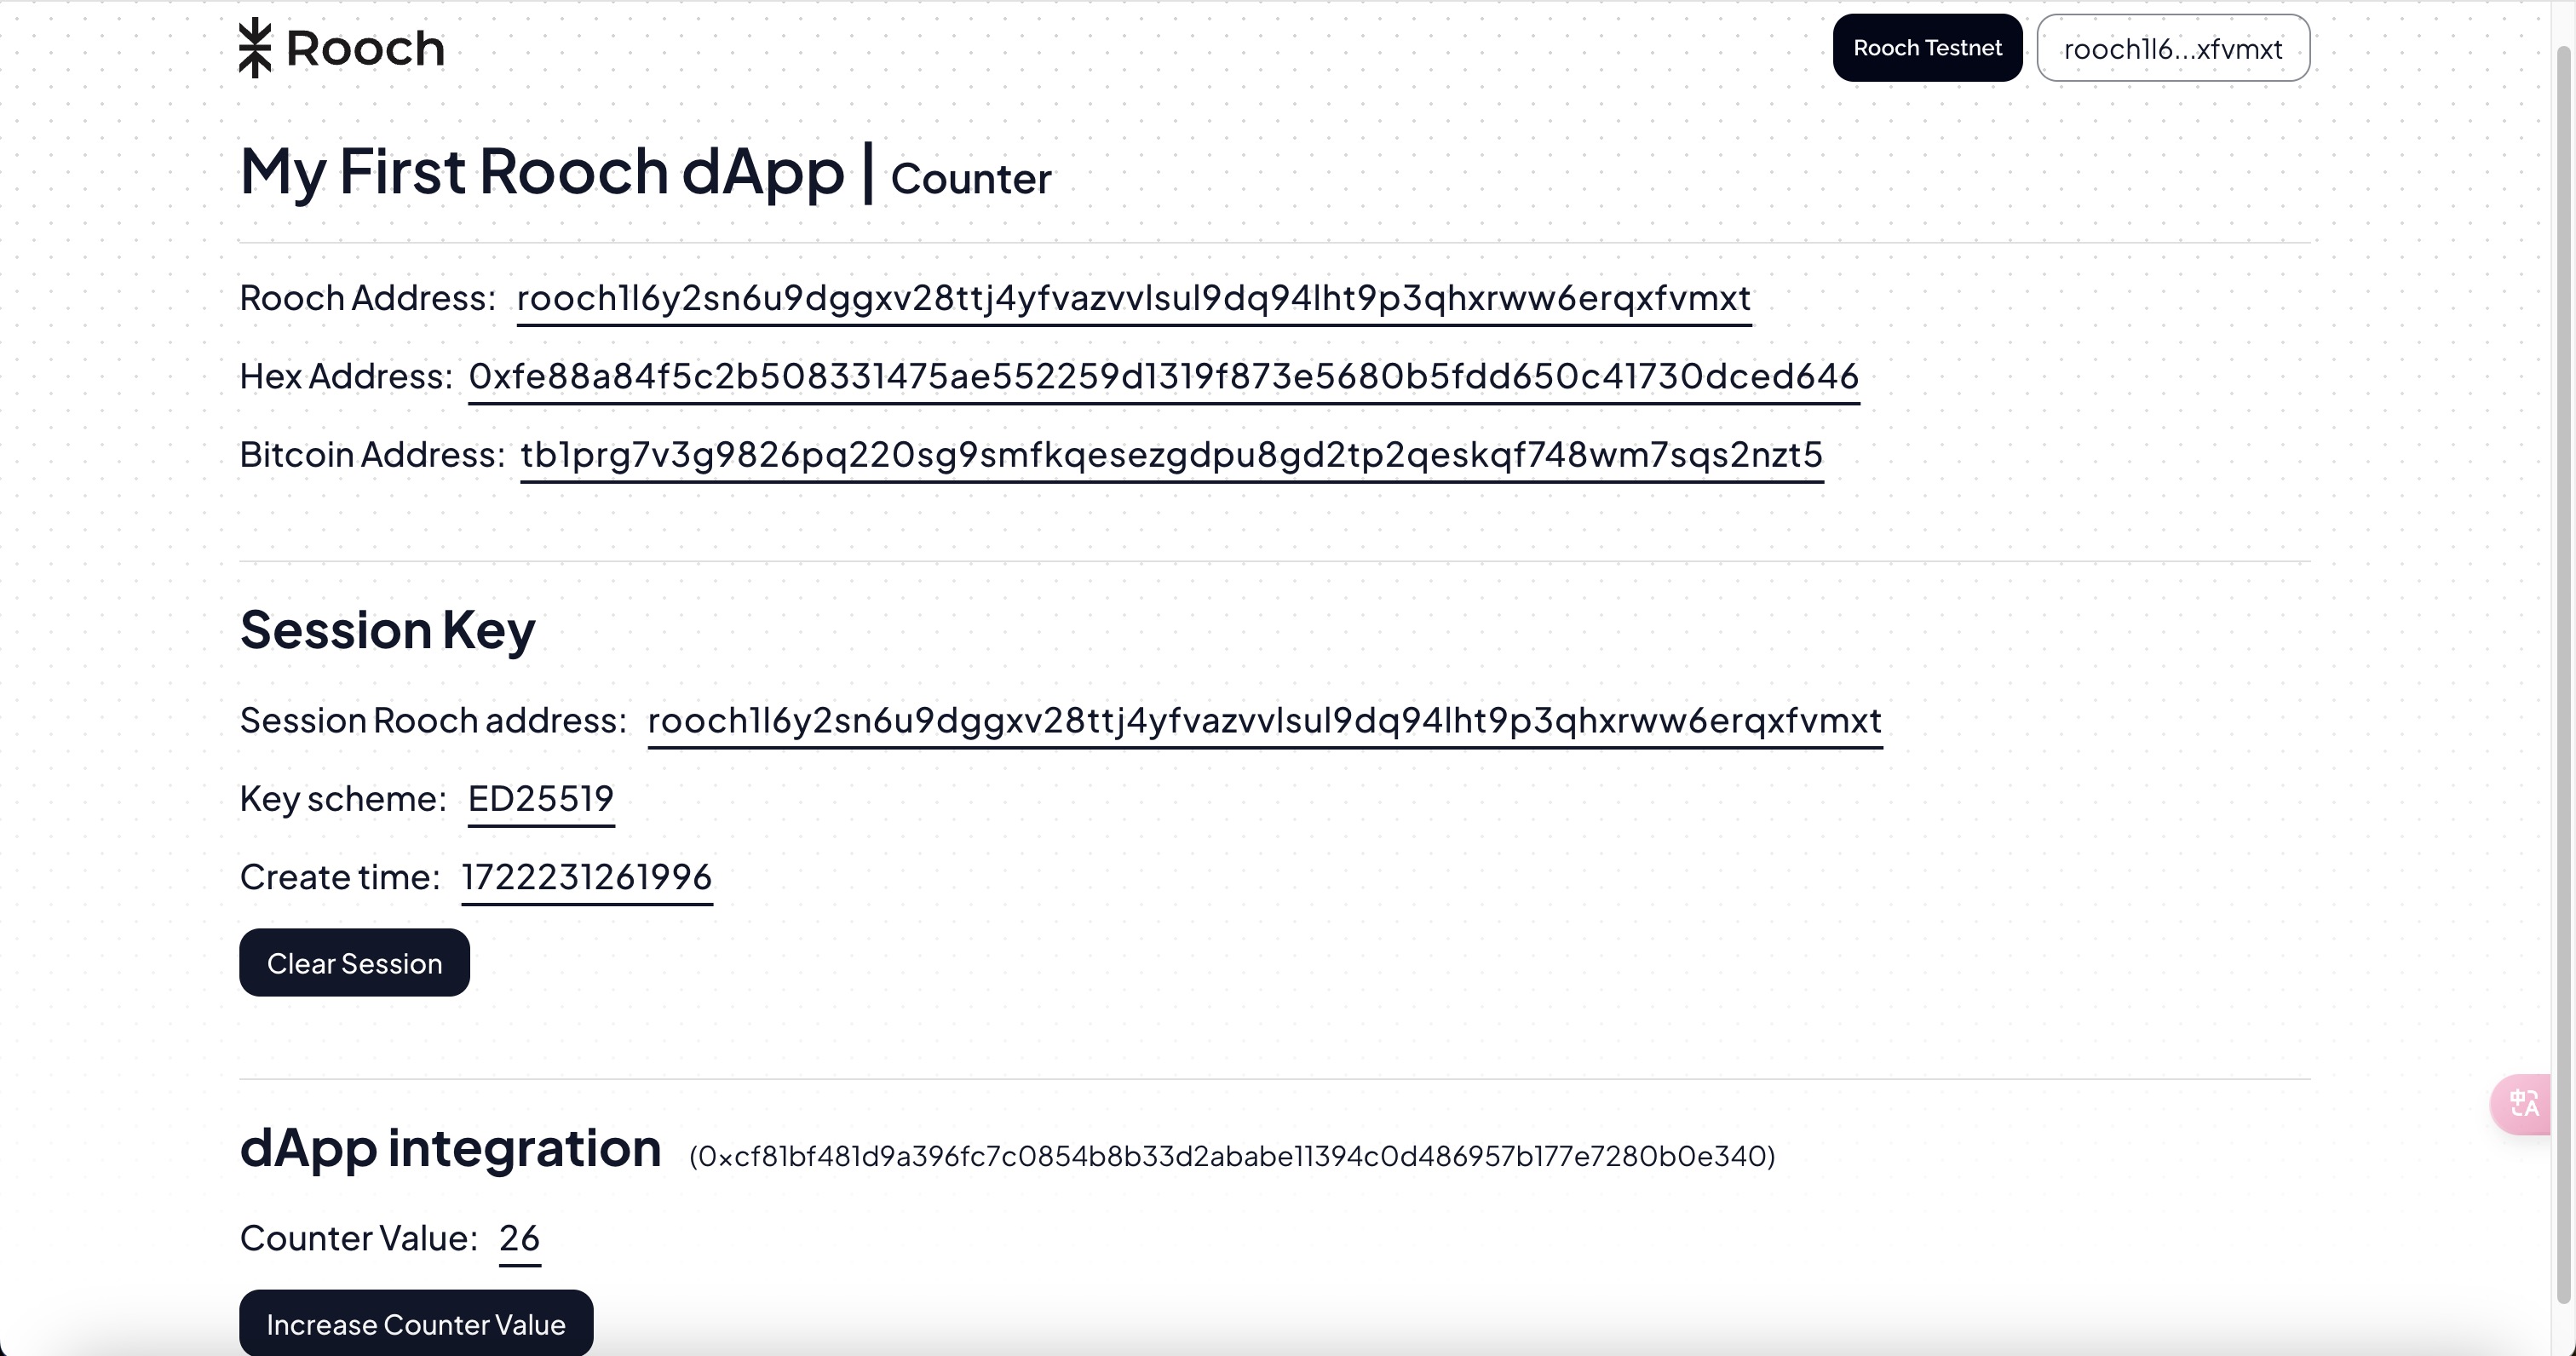 Rooch
Rooch Testnet
rooch1l6...xfvmxt
My First Rooch dApp | Counter
Rooch Address: rooch1l6y2sn6u9dggxv28ttj4yfvazvvlsul9dq94lht9p3qhxrww6erqxfvmxt
Hex Address: 0xfe88a84f5c2b508331475ae552259d1319f873e5680b5fdd650c41730dced646
Bitcoin Address: tb1prg7v3g9826pq220sg9smfkqesezgdpu8gd2tp2qeskqf748wm7sqs2nzt5
Session Key
Session Rooch address: rooch1l6y2sn6u9dggxv28ttj4yfvazvvlsul9dq94lht9p3qhxrww6erqxfvmxt
Key scheme: ED25519
Create time: 1722231261996
Clear Session
dApp integration (0xcf81bf481d9a396fc7c0854b8b33d2ababe11394c0d486957b177e7280b0e340)
Counter Value: 26
Increase Counter Value
中A